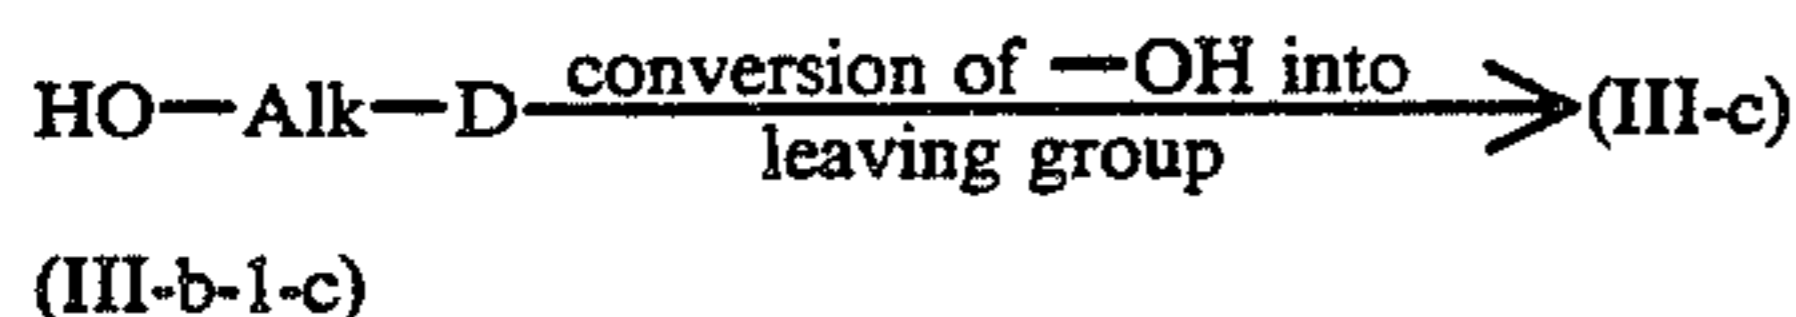 conversion of —OH into
HO—Alk—D (III-c)
leaving group
(III-b-1-c)